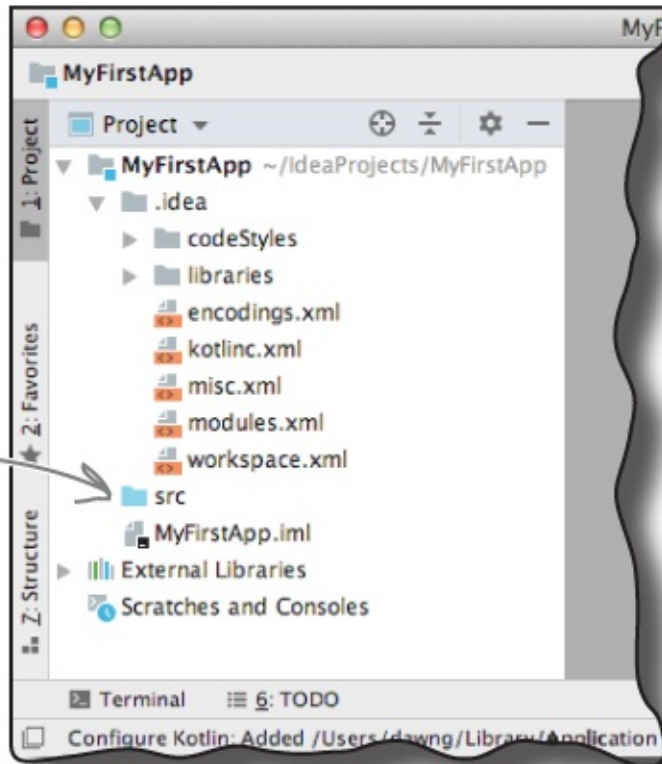 MyF
MyFirstApp
1: Project
2: Favorites
Z: Structure
Project
MyFirstApp ~/IdeaProjects/MyFirstApp
.idea
codeStyles
libraries
encodings.xml
kotlinc.xml
misc.xml
modules.xml
workspace.xml
src
MyFirstApp.iml
External Libraries
Scratches and Consoles
Terminal 6: TODO
Configure Kotlin: Added /Users/dawng/Library/Application